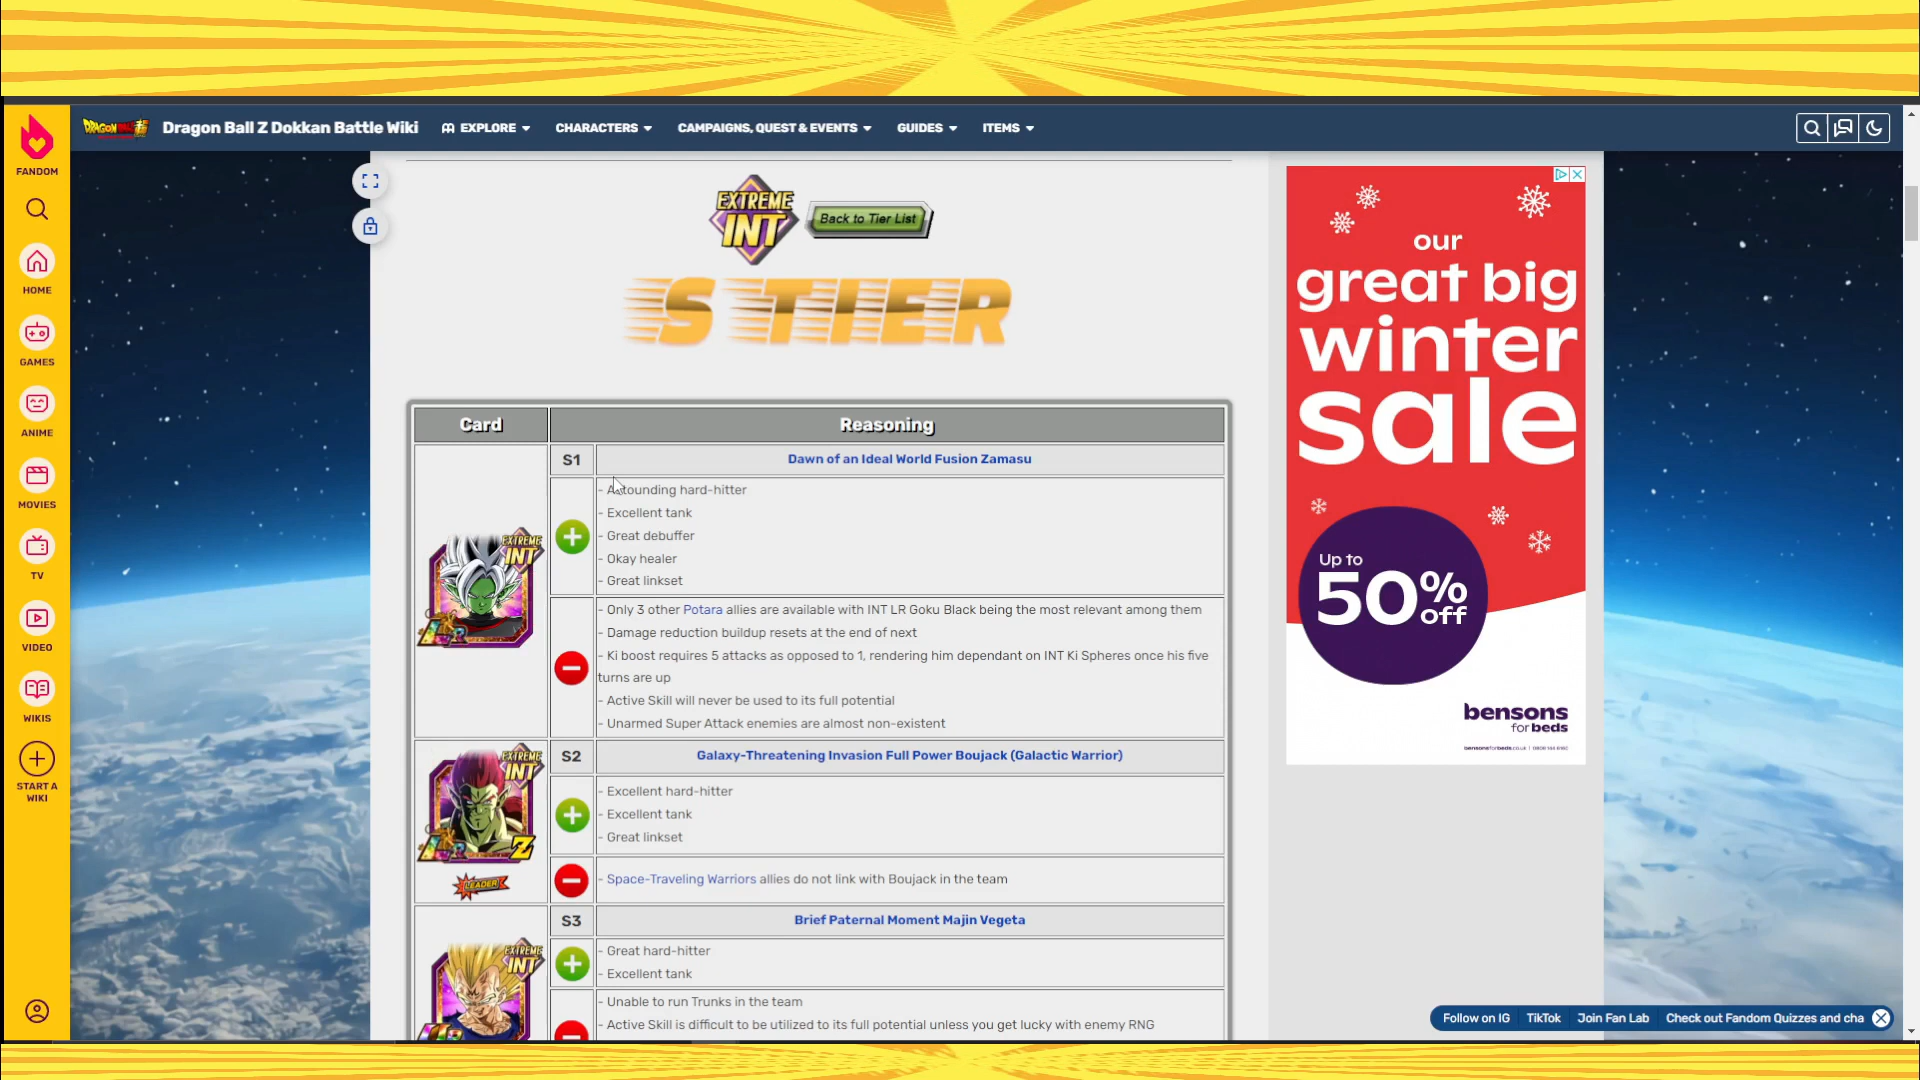 FANDOM
HOME
GAMES
ANIME
MOVIES
TV
VIDEO
WIKIS
START A
WIKI
Dragon Ball Z Dokkan Battle Wiki
EXPLORE
CHARACTERS
CAMPAIGNS, QUEST & EVENTS
GUIDES
ITEMS
EXTREME
INT
Back to Tier List
S TIER
Card
Reasoning
S1
Dawn of an Ideal World Fusion Zamasu
EXTREME
INT
- Astounding hard-hitter
- Excellent tank
- Great debuffer
- Okay healer
- Great linkset
- Only 3 other Potara allies are available with INT LR Goku Black being the most relevant among them
- Damage reduction buildup resets at the end of next
- Ki boost requires 5 attacks as opposed to 1, rendering him dependant on INT Ki Spheres once his five
turns are up
- Active Skill will never be used to its full potential
- Unarmed Super Attack enemies are almost non-existent
EXTREME
INT
Z
LEADER
S2
Galaxy-Threatening Invasion Full Power Boujack (Galactic Warrior)
- Excellent hard-hitter
- Excellent tank
- Great linkset
- Space-Traveling Warriors allies do not link with Boujack in the team
EXTREME
INT
S3
Brief Paternal Moment Majin Vegeta
- Great hard-hitter
- Excellent tank
- Unable to run Trunks in the team
- Active Skill is difficult to be utilized to its full potential unless you get lucky with enemy RNG
our
great big
winter
sale
Up to
50%
off
bensons
for beds
Follow on IG
TikTok
Join Fan Lab
Check out Fandom Quizzes and cha